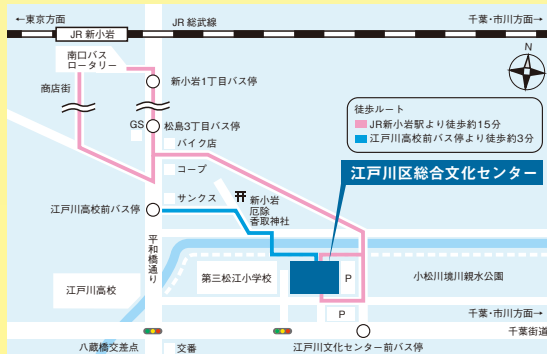 ←東京方面
JR 総武線
千葉・市川方面→
JR 新小岩
南口バス
ロータリー
N
商店街
新小岩1丁目バス停
徒歩ルート
JR新小岩駅より徒歩約15分
江戸川高校前バス停より徒歩約3分
GS
松島3丁目バス停
バイク店
コープ
江戸川区総合文化センター
サンクス
新小岩
厄除
香取神社
江戸川高校前バス停
平和橋通り
第三松江小学校
P
小松川境川親水公園
江戸川高校
P
千葉・市川方面→
千葉街道
八蔵橋交差点
交番
江戸川文化センター前バス停